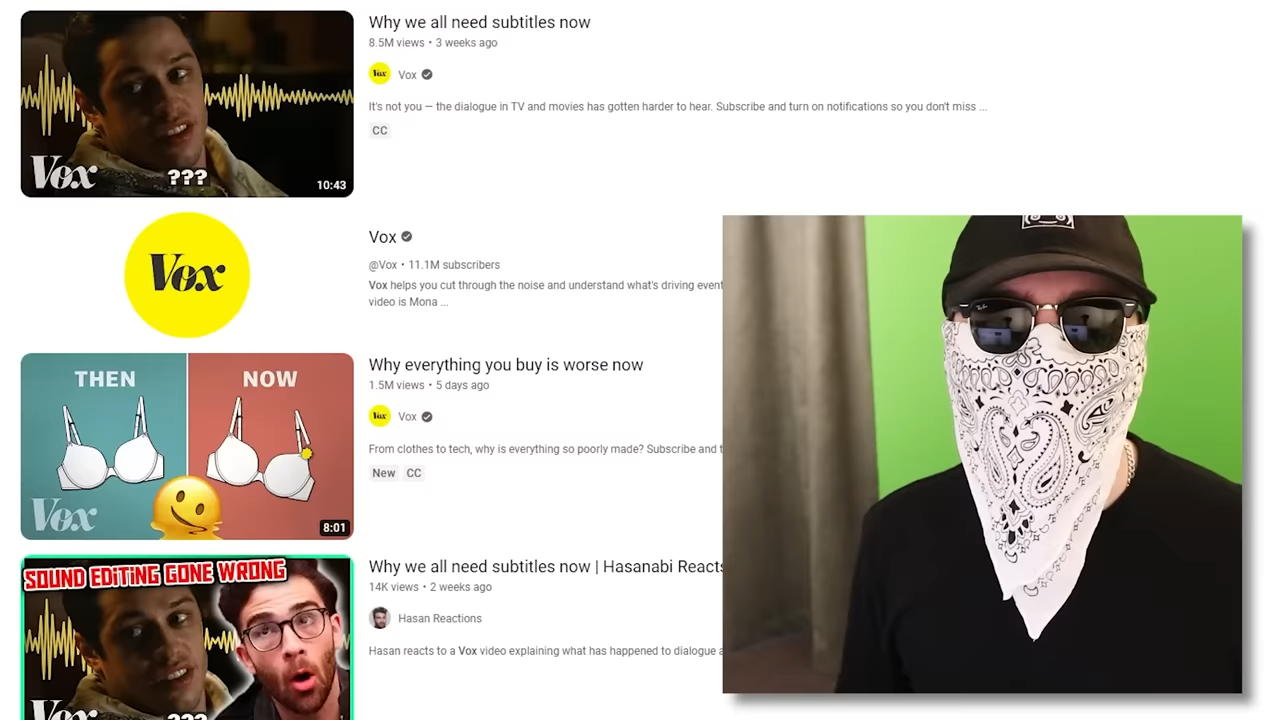 Why we all need subtitles now
8.5M views • 3 weeks ago
Vox
Vox
It's not you — the dialogue in TV and movies has gotten harder to hear. Subscribe and turn on notifications so you don't miss ...
CC
Vox
???
10:43
Vox
Vox
@Vox • 11.1M subscribers
Vox helps you cut through the noise and understand what's driving event
video is Mona ...
THEN
NOW
Vox
8:01
Why everything you buy is worse now
1.5M views • 5 days ago
Vox
Vox
From clothes to tech, why is everything so poorly made? Subscribe and t
New CC
SOUND EDITING GONE WRONG
Vox
???
Why we all need subtitles now | Hasanabi Reacts
14K views • 2 weeks ago
Hasan Reactions
Hasan reacts to a Vox video explaining what has happened to dialogue a
Ray-Ban